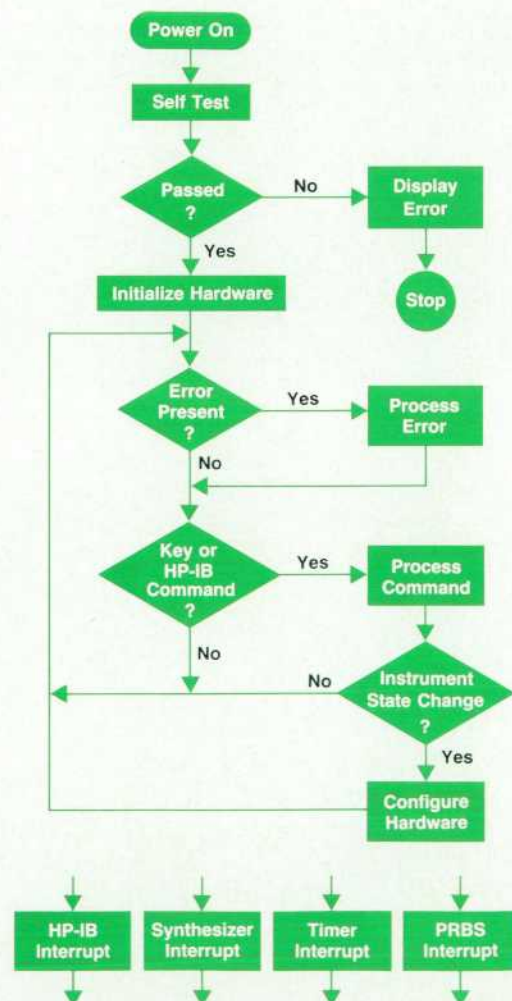 Power On
Self Test
Passed
?
No
Display
Error
Yes
Initialize Hardware
Stop
Error
Present
?
Yes
Process
Error
No
Key or
HP-IB
Command
?
Yes
Process
Command
No
No
Instrument
State Change
?
Yes
Configure
Hardware
HP-IB
Interrupt
Synthesizer
Interrupt
Timer
Interrupt
PRBS
Interrupt